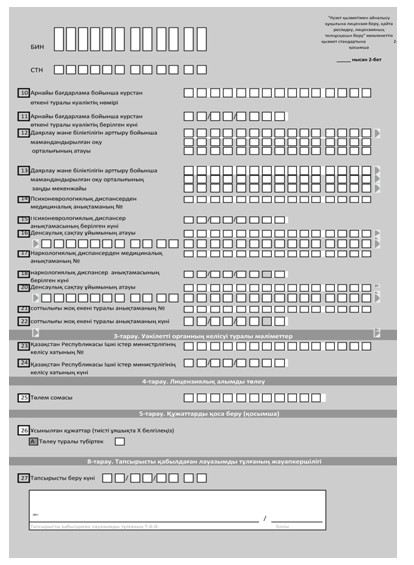 "Күзет қызметімен айналысу
құқығына лицензия беру, қайта
ресімдеу, лицензияның
телнұсқасын беру" мемлекеттік
қызмет стандартына
қосымша
_____ нысан 2-бет
БИН
СТН
10 Арнайы бағдарлама бойынша курстан
өткені туралы куәліктің нөмірі
11 Арнайы бағдарлама бойынша курстан
өткені туралы куәліктің берілген күні
12 Даярлау және біліктілігін арттыру бойынша
мамандандырылған оқу
орталығының атауы
13 Даярлау және біліктілігін арттыру бойынша
мамандандырылған оқу орталығының
заңды мекенжайы
14 Психоневрологиялық диспансерден
медициналық анықтаманың №
15 Психоневрологиялық диспансер
анықтамасының берілген күні
16 Денсаулық сақтау ұйымының атауы
17 Наркологиялық диспансерден медициналық
анықтаманың №
18 наркологиялық диспансер анықтамасының
берілген күні
20 Денсаулық сақтау ұйымының атауы
21 соттылығы жоқ екені туралы анықтаманың №
22 соттылығы жоқ екені туралы анықтаманың күні
3-тарау. Уәкілетті органның келісуі туралы мәліметтер
23 Қазақстан Республикасы Ішкі істер министрлігінің
келісу хатының №
24 Қазақстан Республикасы Ішкі істер министрлігінің
келісу хатының күні
4-тарау. Лицензиялық алымды төлеу
25 Төлем сомасы
5-тарау. Құжаттарды қоса беру (қосымша)
26 Ұсынылған құжаттар (тиісті ұяшықта X белгілеңіз)
A Төлеу туралы түбіртек
8-тарау. Тапсырысты қабылдаған лауазымды тұлғаның жауапкершілігі
27 Тапсырысты беру күні
Тапсырысты қабылдаған лауазымды тұлғаның Т.А.Ә. / Қолы